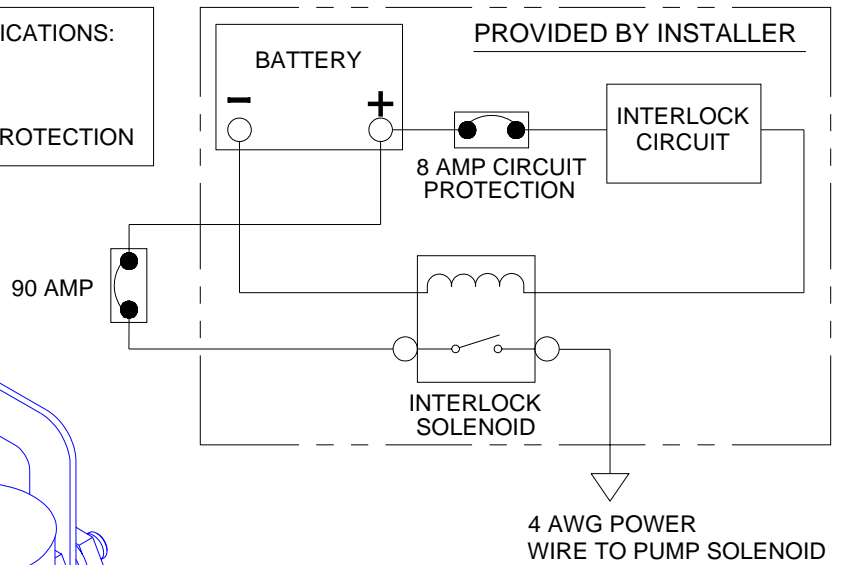 ICATIONS:
ROTECTION
PROVIDED BY INSTALLER
BATTERY
- +
8 AMP CIRCUIT
PROTECTION
INTERLOCK
CIRCUIT
90 AMP
INTERLOCK
SOLENOID
4 AWG POWER
WIRE TO PUMP SOLENOID